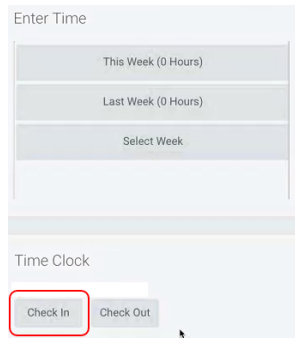 Enter Time
This Week (0 Hours)
Last Week (0 Hours)
Select Week
Time Clock
Check In Check Out